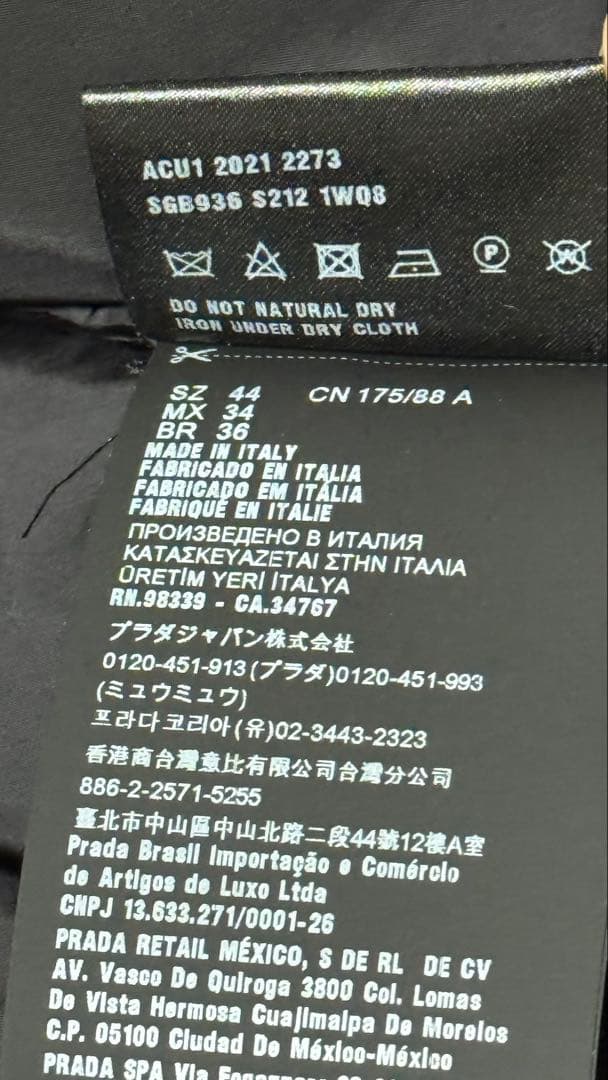 ACU1 2021 2273
SGB936 S212 1WQ8
P
W
DO NOT NATURAL DRY
IRON UNDER DRY CLOTH
SZ 44 CN 175/88 A
MX 34
BR 36
MADE IN ITALY
FABRICADO EN ITALIA
FABRICADO EM ITÁLIA
FABRIQUÉ EN ITALIE
ПРОИЗВЕДЕНО В ИТАЛИЯ
ΚΑΤΑΣΚΕΥΑΖΕΤΑΙ ΣΤΗΝ ΙΤΑΛΙΑ
ÜRETİM YERİ İTALYA
RN.98339 - CA.34767
プラダジャパン株式会社
0120-451-913(プラダ)0120-451-993
(ミュウミュウ)
프라다코리아(유)02-3443-2323
香港商台灣意比有限公司台灣分公司
886-2-2571-5255
臺北市中山區中山北路二段44號12樓A室
Prada Brasil Importação e Comércio
de Artigos de Luxo Ltda
CNPJ 13.633.271/0001-26
PRADA RETAIL MÉXICO, S DE RL DE CV
AV. Vasco De Quiroga 3800 Col. Lomas
De Vista Hermosa Cuajimalpa De Morelos
C.P. 05100 Ciudad De México-México
PRADA SPA Via